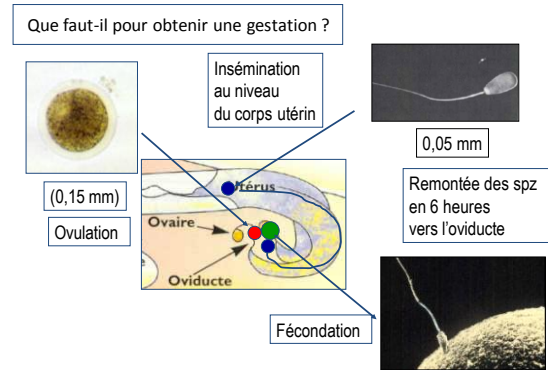 Que faut-il pour obtenir une gestation ?
Insémination
au niveau
du corps utérin
0,05 mm
(0,15 mm)
Ovulation
Utérus
Ovaire
Oviducte
Remontée des spz
en 6 heures
vers l'oviducte
Fécondation